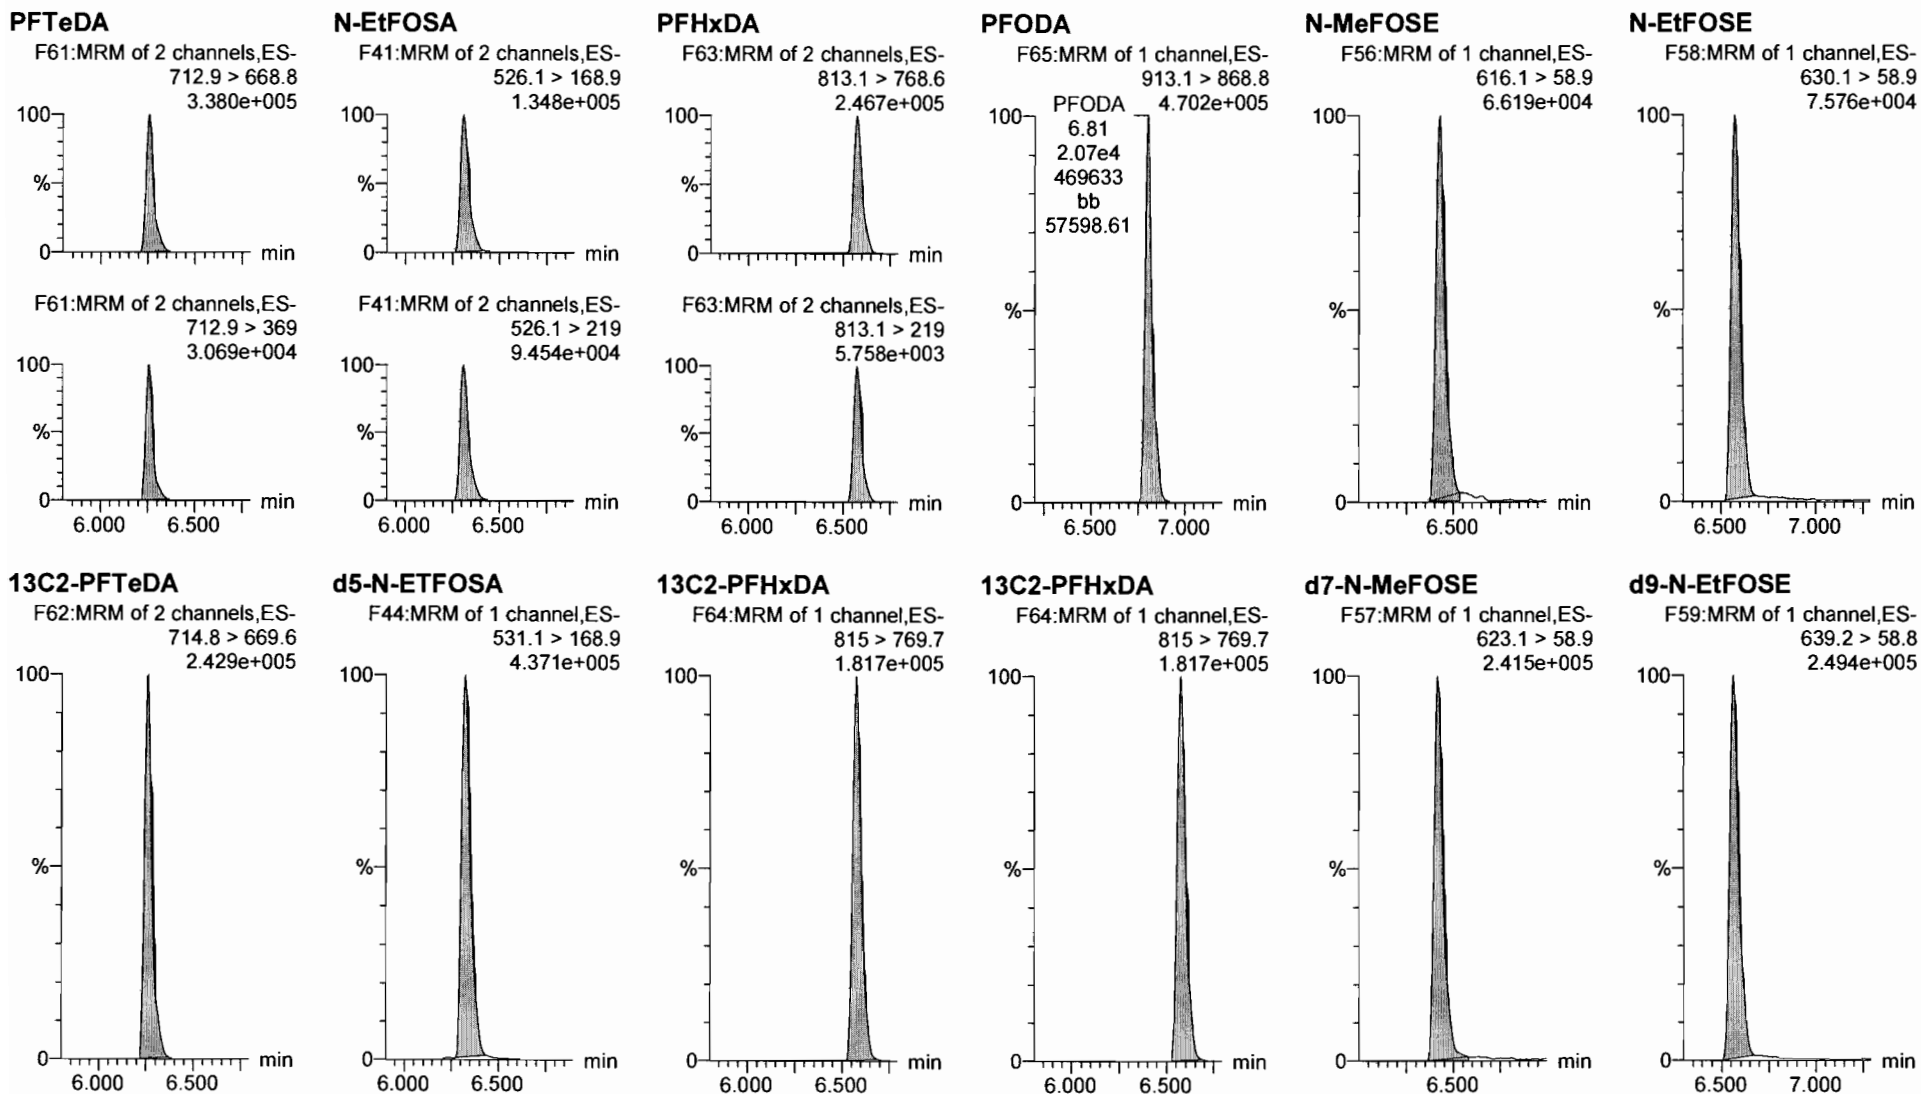 PFTeDA
F61:MRM of 2 channels,ES-
712.9 > 668.8
3.380e+005
100
%
0
min
F61:MRM of 2 channels,ES-
712.9 > 369
3.069e+004
100
%
0
min
6.000 6.500
N-EtFOSA
F41:MRM of 2 channels,ES-
526.1 > 168.9
1.348e+005
100
%
0
min
F41:MRM of 2 channels,ES-
526.1 > 219
9.454e+004
100
%
0
min
6.000 6.500
PFHxDA
F63:MRM of 2 channels,ES-
813.1 > 768.6
2.467e+005
100
%
0
min
F63:MRM of 2 channels,ES-
813.1 > 219
5.758e+003
100
%
0
min
6.000 6.500
PFODA
F65:MRM of 1 channel,ES-
913.1 > 868.8
PFODA 4.702e+005
100
6.81
2.07e4
469633
bb
57598.61
%
0
min
6.500 7.000
N-MeFOSE
F56:MRM of 1 channel,ES-
616.1 > 58.9
6.619e+004
100
%
0
min
6.500
N-EtFOSE
F58:MRM of 1 channel,ES-
630.1 > 58.9
7.576e+004
100
%
0
min
6.500 7.000
13C2-PFTeDA
F62:MRM of 2 channels,ES-
714.8 > 669.6
2.429e+005
100
%
0
min
6.000 6.500
d5-N-ETFOSA
F44:MRM of 1 channel,ES-
531.1 > 168.9
4.371e+005
100
%
0
min
6.000 6.500
13C2-PFHxDA
F64:MRM of 1 channel,ES-
815 > 769.7
1.817e+005
100
%
0
min
6.000 6.500
13C2-PFHxDA
F64:MRM of 1 channel,ES-
815 > 769.7
1.817e+005
100
%
0
min
6.000 6.500
d7-N-MeFOSE
F57:MRM of 1 channel,ES-
623.1 > 58.9
2.415e+005
100
%
0
min
6.500
d9-N-EtFOSE
F59:MRM of 1 channel,ES-
639.2 > 58.8
2.494e+005
100
%
0
min
6.500 7.000